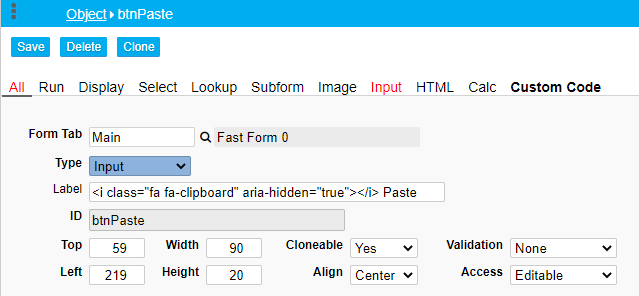 Object ▸ btnPaste
Save Delete Clone
All Run Display Select Lookup Subform Image Input HTML Calc Custom Code
Form Tab Main Fast Form 0
Type Input
Label <i class="fa fa-clipboard" aria-hidden="true"></i> Paste
ID btnPaste
Top 59 Width 90 Cloneable Yes Validation None
Left 219 Height 20 Align Center Access Editable